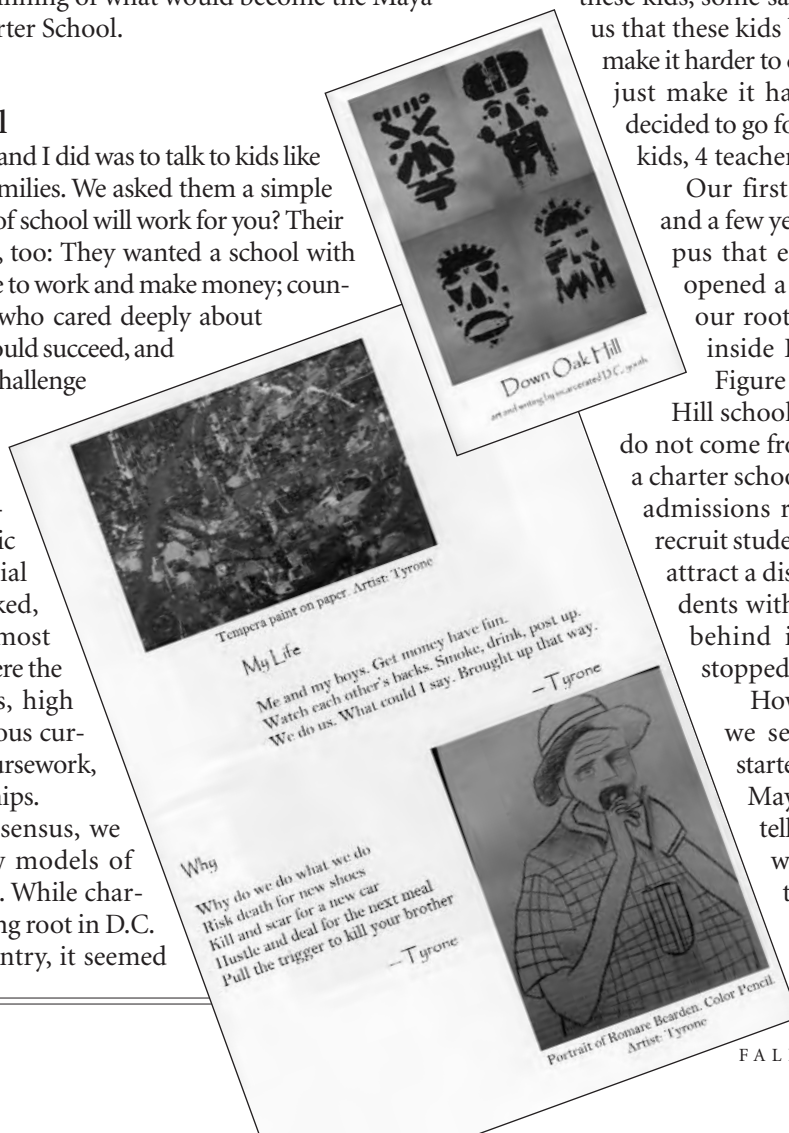 nning of what would become the Maya
rter School.
l
and I did was to talk to kids like
milies. We asked them a simple
of school will work for you? Their
, too: They wanted a school with
e to work and make money; coun-
who cared deeply about
ould succeed, and
hallenge
-
ic
ial
ked,
most
ere the
s, high
ous cur-
ursework,
hips.
sensus, we
w models of
. While char-
ng root in D.C.
ntry, it seemed
Down Oak Hill
art and writing by incarcerated D.C. youth
Tempera paint on paper. Artist: Tyrone
My Life
Me and my boys. Get money have fun.
Watch each other's backs. Smoke, drink, post up.
We do us. What could I say. Brought up that way.
—Tyrone
Why
Why do we do what we do
Risk death for new shoes
Kill and scar for a new car
Hustle and deal for the next meal
Pull the trigger to kill your brother
—Tyrone
Portrait of Romare Bearden. Color Pencil.
Artist: Tyrone
these kids, some sa
us that these kids
make it harder to
just make it ha
decided to go fo
kids, 4 teacher
Our first
and a few ye
pus that e
opened a
our root
inside
Figure
Hill school
do not come fro
a charter schoo
admissions r
recruit stude
attract a dis
dents with
behind i
stopped
How
we se
starte
May
tell
w
t
FAL